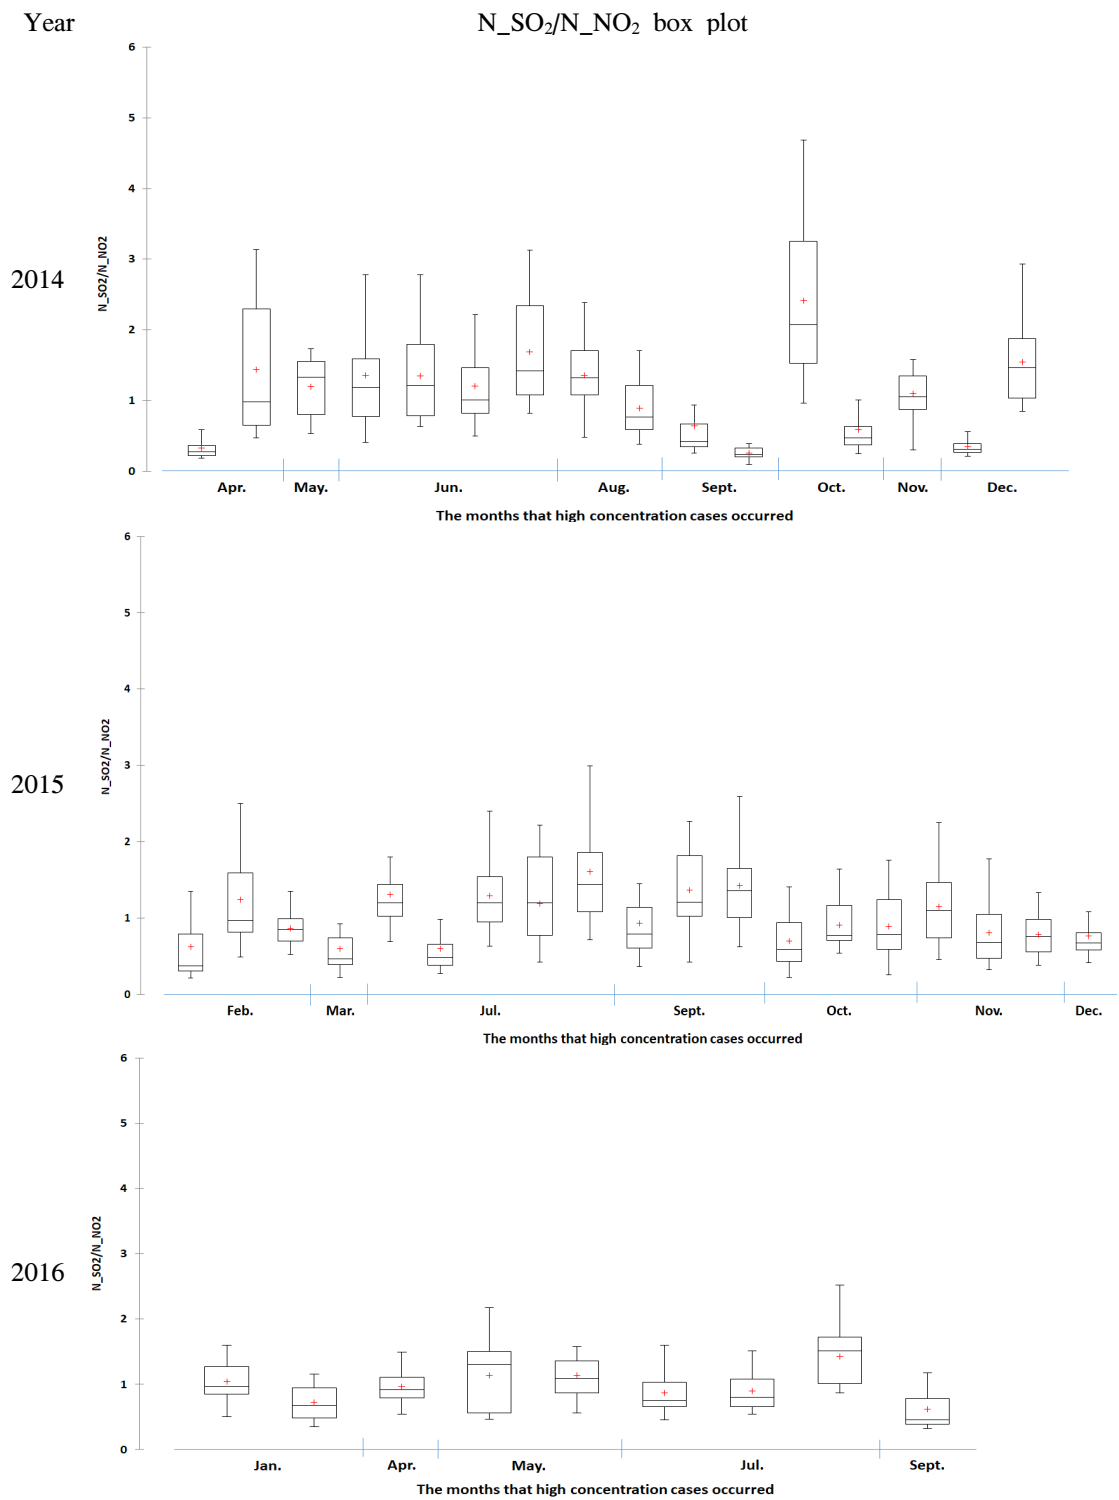 Year N_SO₂/N_NO₂ box plot
6
5
4
3
2
1
0
N_SO2/N_NO2
2014
Apr. May. Jun. Aug. Sept. Oct. Nov. Dec.
The months that high concentration cases occurred
6
5
4
3
2
1
0
N_SO2/N_NO2
2015
Feb. Mar. Jul. Sept. Oct. Nov. Dec.
The months that high concentration cases occurred
6
5
4
3
2
1
0
N_SO2/N_NO2
2016
Jan. Apr. May. Jul. Sept.
The months that high concentration cases occurred